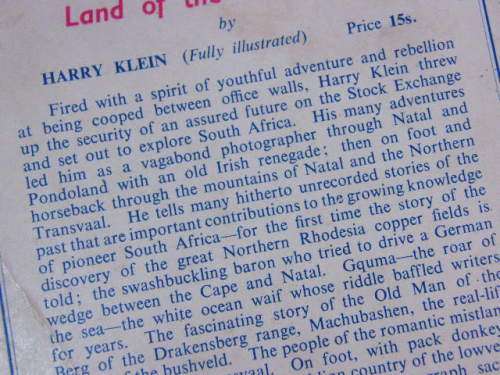 Land of the
by
HARRY KLEIN (Fully illustrated) Price 15s.
Fired with a spirit of youthful adventure and rebellion
at being cooped between office walls, Harry Klein threw
up the security of an assured future on the Stock Exchange
and set out to explore South Africa. His many adventures
led him as a vagabond photographer through Natal and
Pondoland with an old Irish renegade; then on foot and
horseback through the mountains of Natal and the Northern
Transvaal. He tells many hitherto unrecorded stories of the
past that are important contributions to the growing knowledge
of pioneer South Africa—for the first time the story of the
discovery of the great Northern Rhodesia copper fields is
told; the swashbuckling baron who tried to drive a German
wedge between the Cape and Natal. Gquma—the roar of
the sea—the white ocean waif whose riddle baffled writers
for years. The fascinating story of the Old Man of the
Berg of the Drakensberg range, Machubashen, the real-life
of the bushveld. The people of the romantic mistlan
On foot, with pack donke
country of the lowve